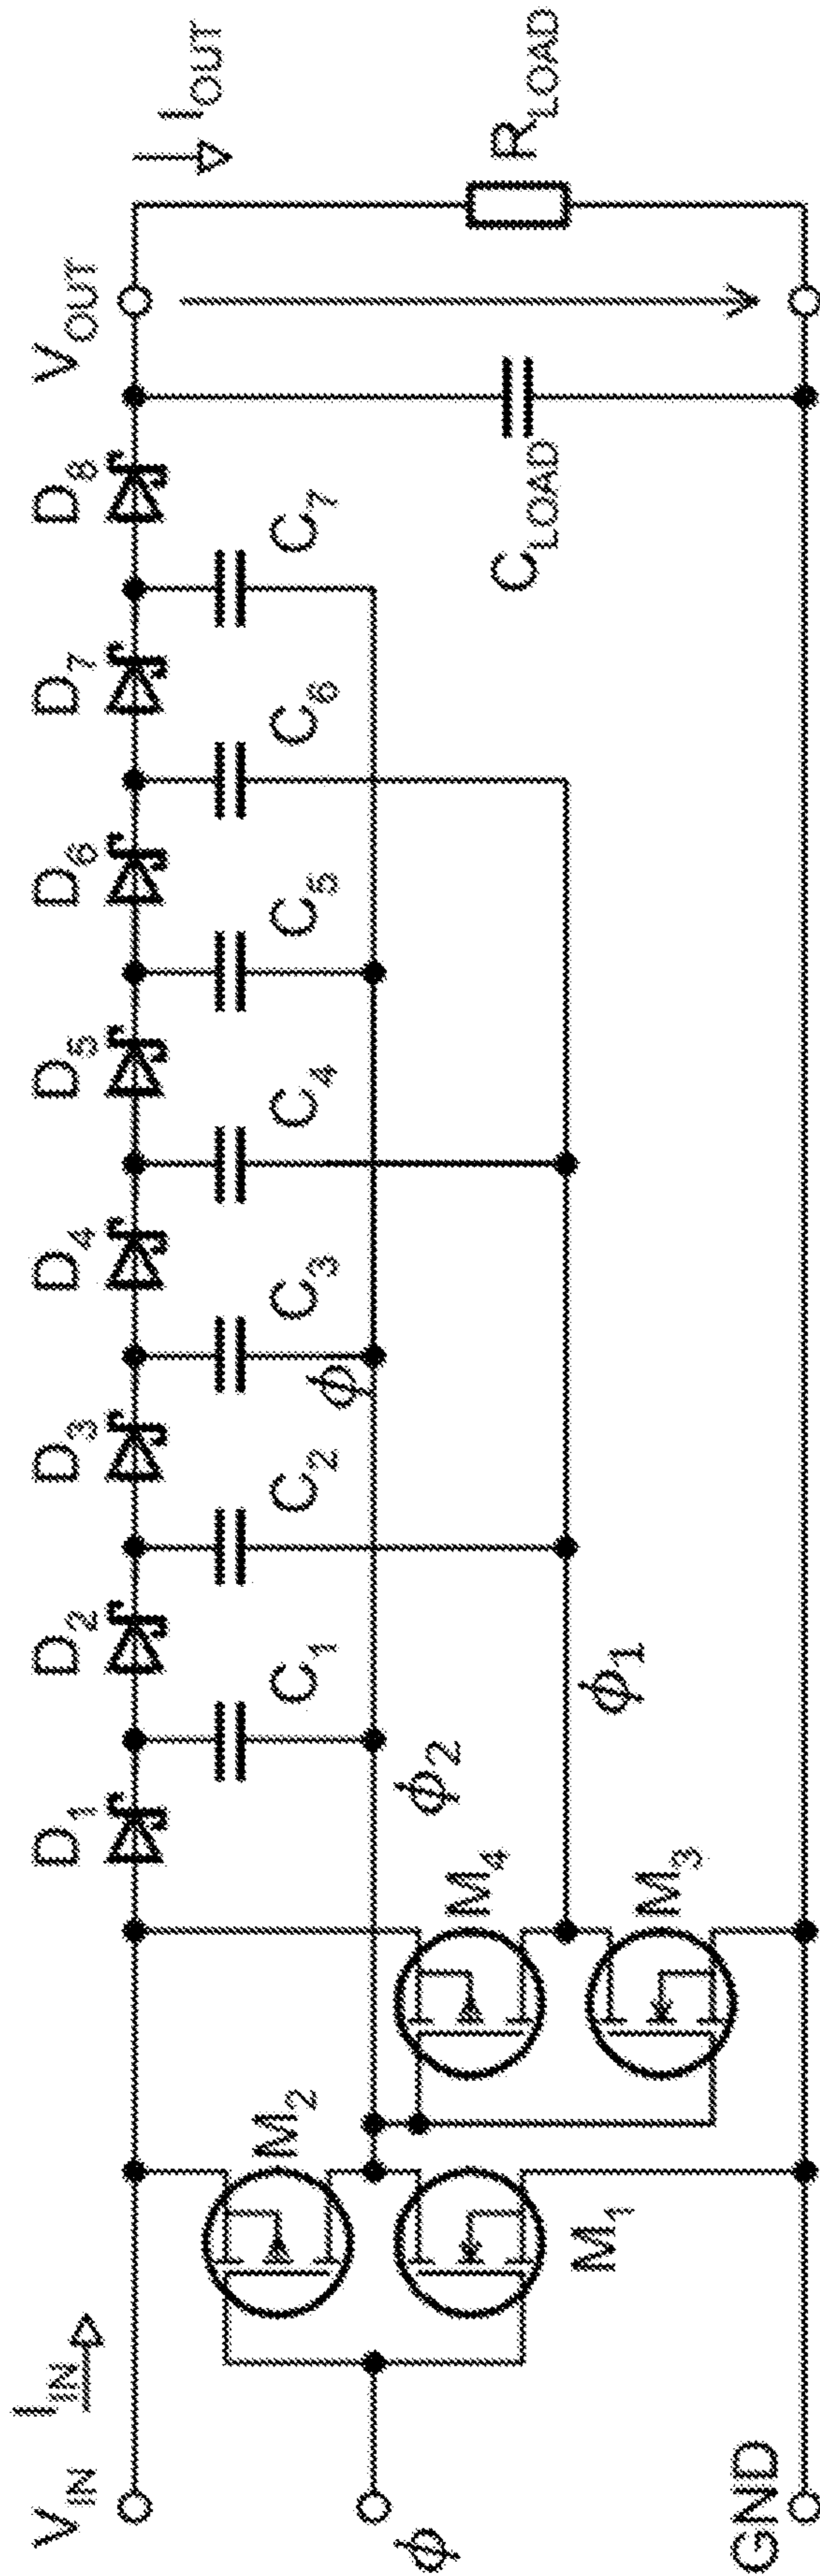 V_IN
I_IN
D_1
D_2
D_3
D_4
D_5
D_6
D_7
D_8
V_OUT
I_OUT
C_1
C_2
C_3
C_4
C_5
C_6
C_7
M_2
ϕ
ϕ_2
ϕ
M_4
M_1
M_3
ϕ_1
C_LOAD
R_LOAD
GND